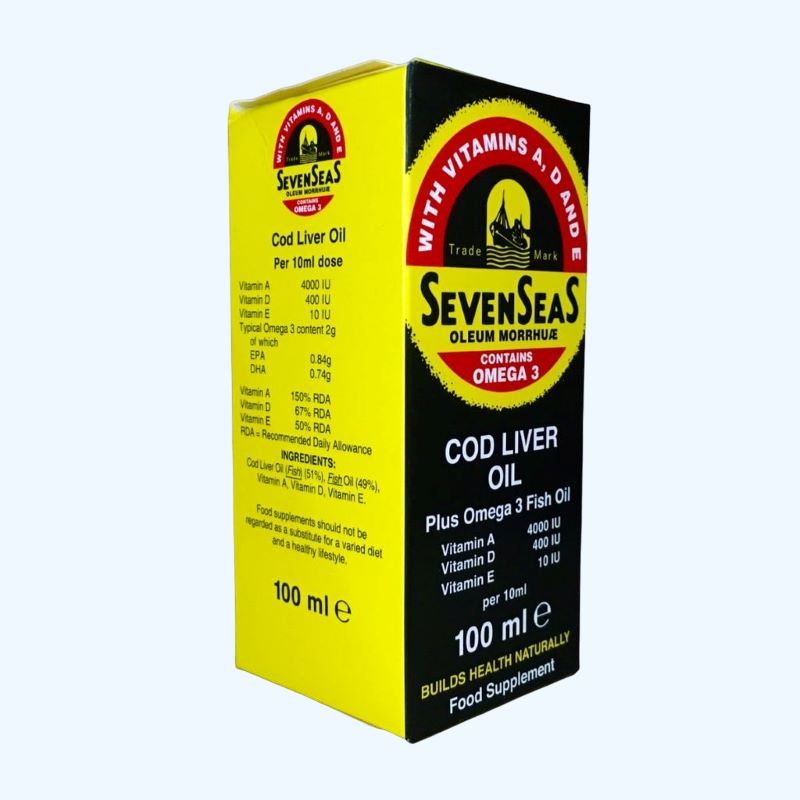 WITH VITAMINS A, D AND E
Trade Mark
SEVENSEAS
OLEUM MORRHUÆ
CONTAINS
OMEGA 3
Cod Liver Oil
Per 10ml dose
Vitamin A 4000 IU
Vitamin D 400 IU
Vitamin E 10 IU
Typical Omega 3 content 2g
of which
EPA 0.84g
DHA 0.74g
Vitamin A 150% RDA
Vitamin D 67% RDA
Vitamin E 50% RDA
RDA = Recommended Daily Allowance
INGREDIENTS:
Cod Liver Oil (Fish) (51%), Fish Oil (49%),
Vitamin A, Vitamin D, Vitamin E.
Food supplements should not be
regarded as a substitute for a varied diet
and a healthy lifestyle.
100 ml ℮
WITH VITAMINS A, D AND E
Trade Mark
SEVENSEAS
OLEUM MORRHUÆ
CONTAINS
OMEGA 3
COD LIVER
OIL
Plus Omega 3 Fish Oil
Vitamin A 4000 IU
Vitamin D 400 IU
Vitamin E 10 IU
per 10ml
100 ml ℮
BUILDS HEALTH NATURALLY
Food Supplement